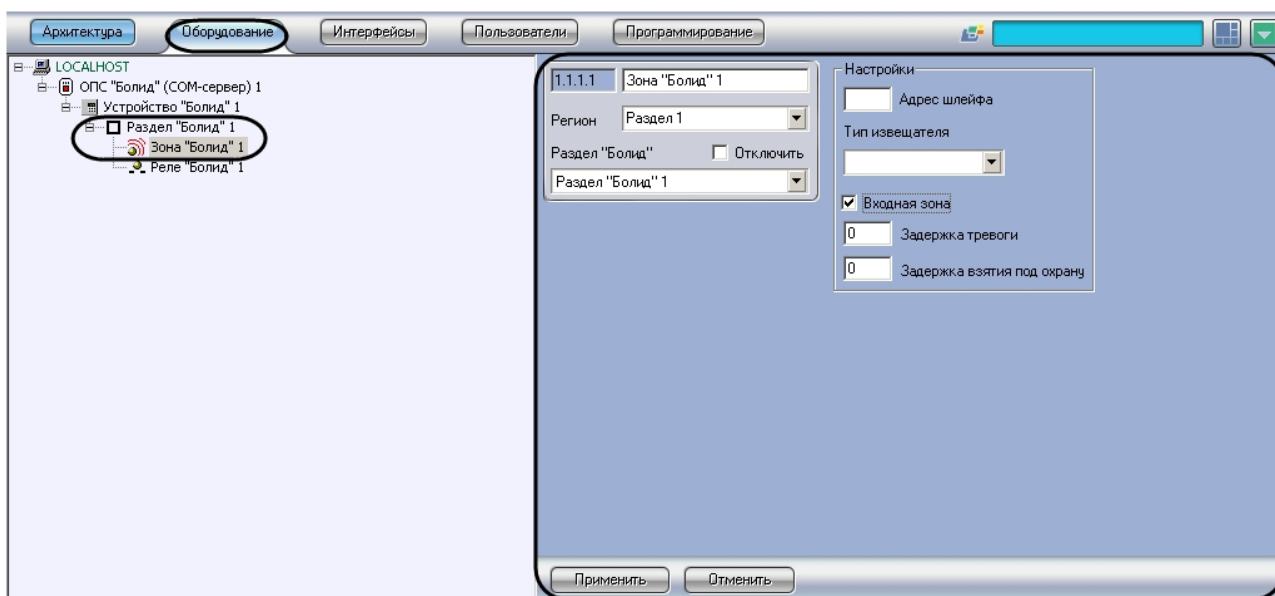 Архитектура Оборудование Интерфейсы Пользователи Программирование
LOCALHOST
ОПС "Болид" (COM-сервер) 1
Устройство "Болид" 1
Раздел "Болид" 1
Зона "Болид" 1
Реле "Болид" 1
1.1.1.1 Зона "Болид" 1
Регион Раздел 1
Раздел "Болид" Отключить
Раздел "Болид" 1
Настройки
Адрес шлейфа
Тип извещателя
Входная зона
0 Задержка тревоги
0 Задержка взятия под охрану
Применить Отменить